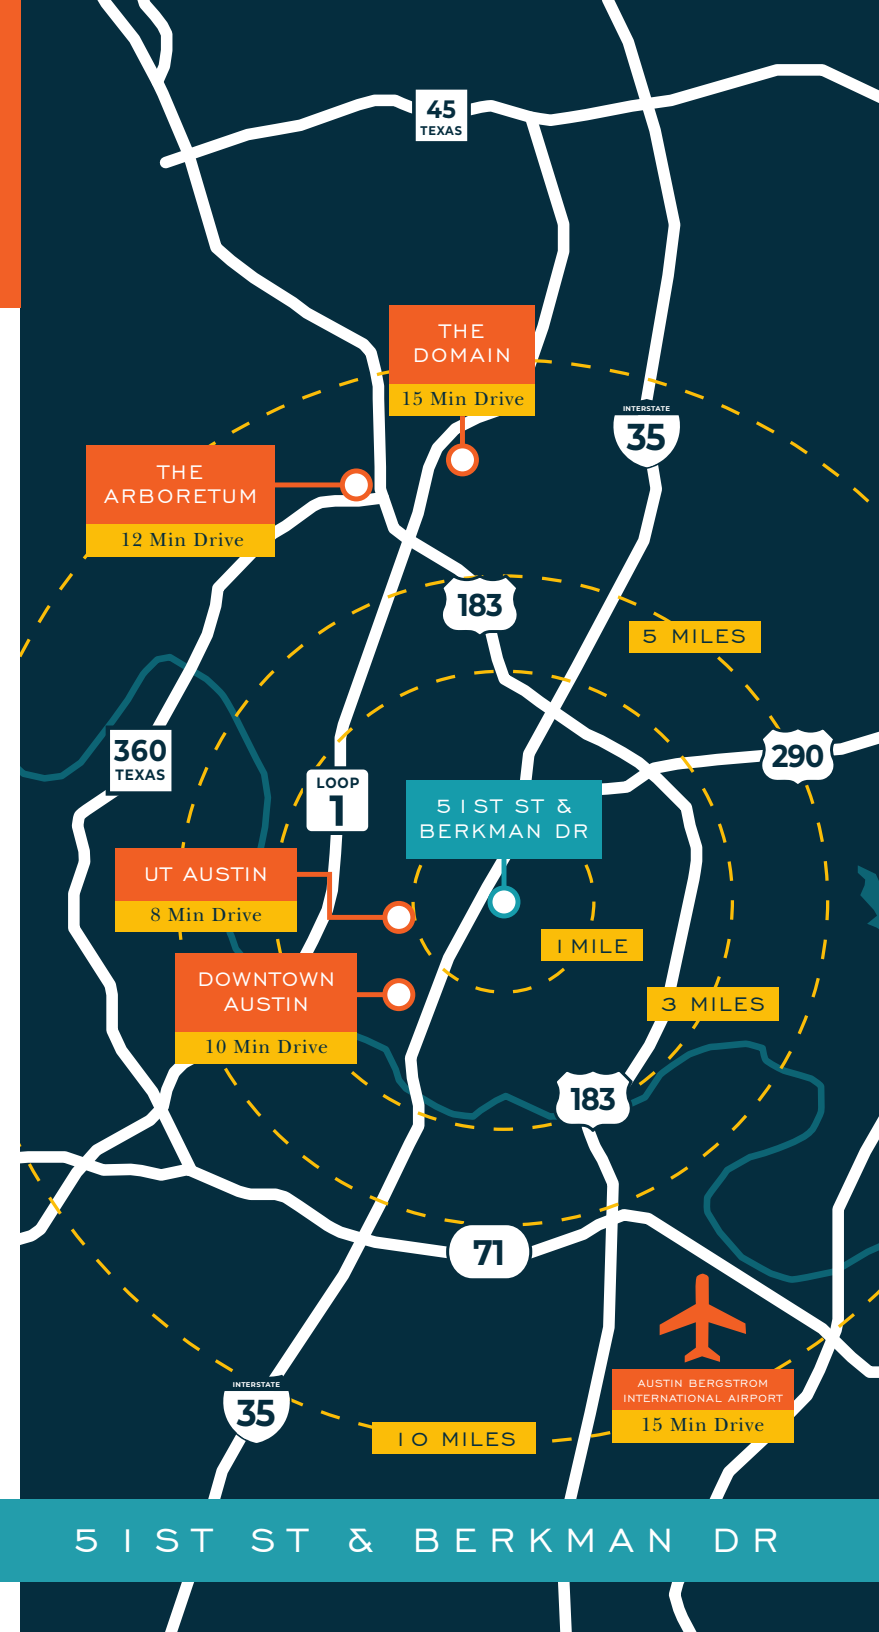 45
TEXAS
THE
DOMAIN
15 Min Drive
INTERSTATE
35
THE
ARBORETUM
12 Min Drive
183
5 MILES
360
TEXAS
290
LOOP
1
51ST ST &
BERKMAN DR
UT AUSTIN
8 Min Drive
1 MILE
DOWNTOWN
AUSTIN
10 Min Drive
3 MILES
183
71
INTERSTATE
35
AUSTIN BERGSTROM
INTERNATIONAL AIRPORT
15 Min Drive
10 MILES
51ST ST & BERKMAN DR